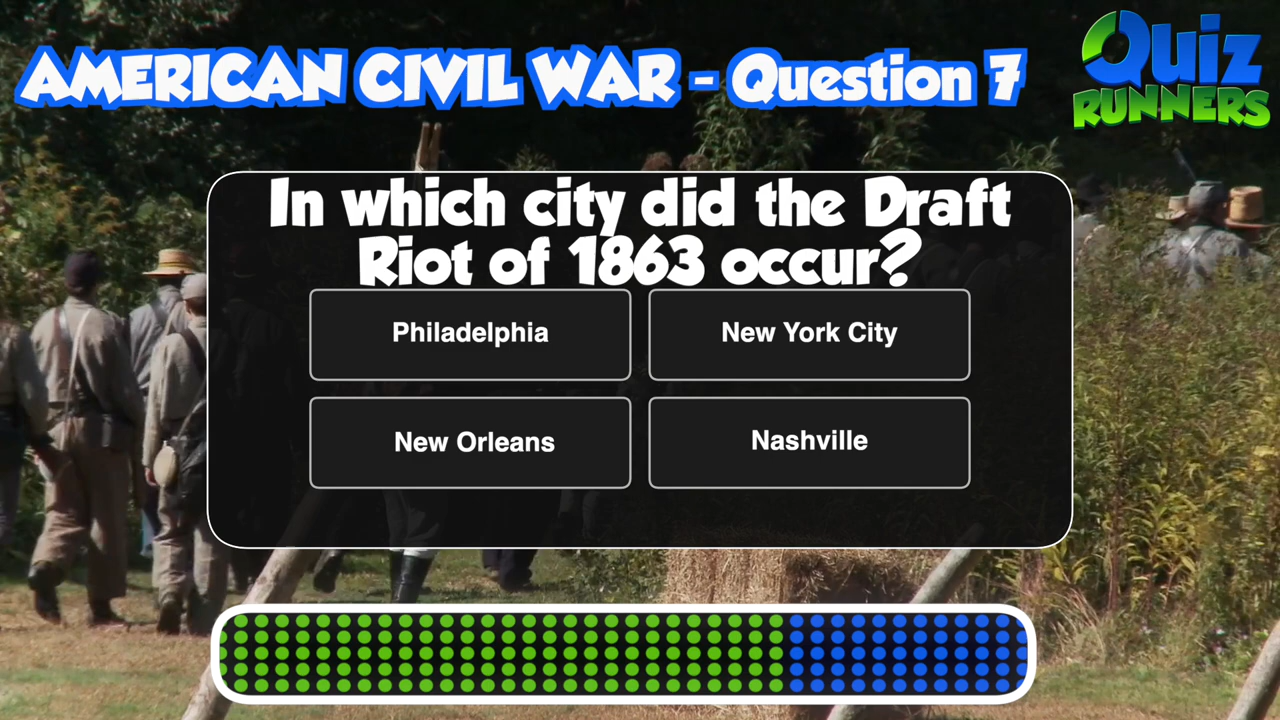 AMERICAN CIVIL WAR - Question 7
Quiz
RUNNERS
In which city did the Draft
Riot of 1863 occur?
Philadelphia
New York City
New Orleans
Nashville